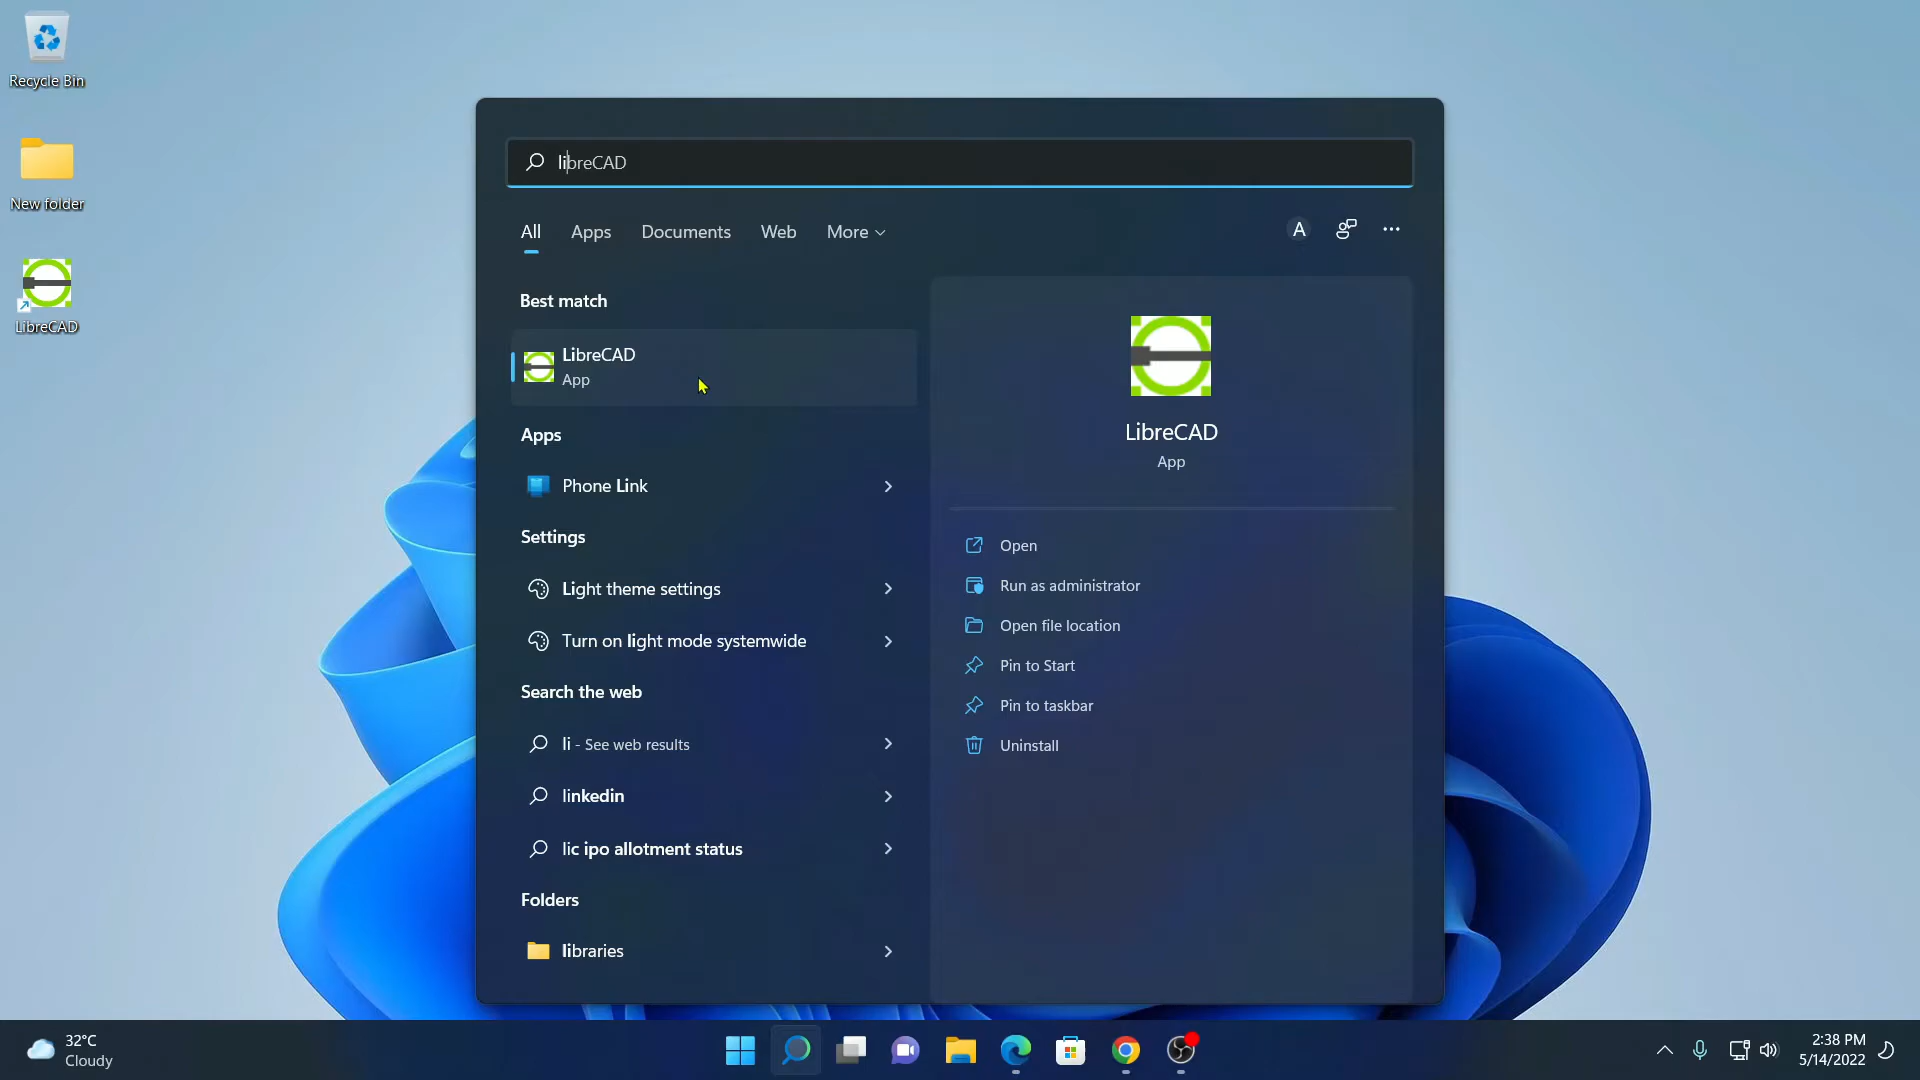 Recycle Bin
New folder
LibreCAD
libreCAD
All Apps Documents Web More
A
Best match
LibreCAD
App
Apps
Phone Link
Settings
Light theme settings
Turn on light mode systemwide
Search the web
li - See web results
linkedin
lic ipo allotment status
Folders
libraries
LibreCAD
App
Open
Run as administrator
Open file location
Pin to Start
Pin to taskbar
Uninstall
32°C
Cloudy
2:38 PM
5/14/2022